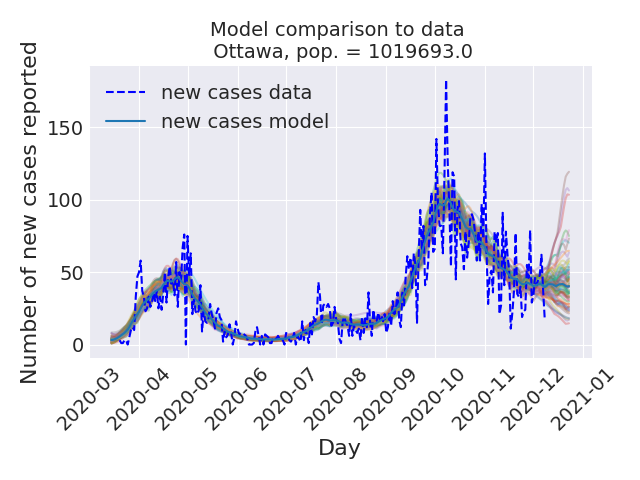 Model comparison to data
Ottawa, pop. = 1019693.0
new cases data
new cases model
Number of new cases reported
150
100
50
0
2020-03
2020-04
2020-05
2020-06
2020-07
2020-08
2020-09
2020-10
2020-11
2020-12
2021-01
Day